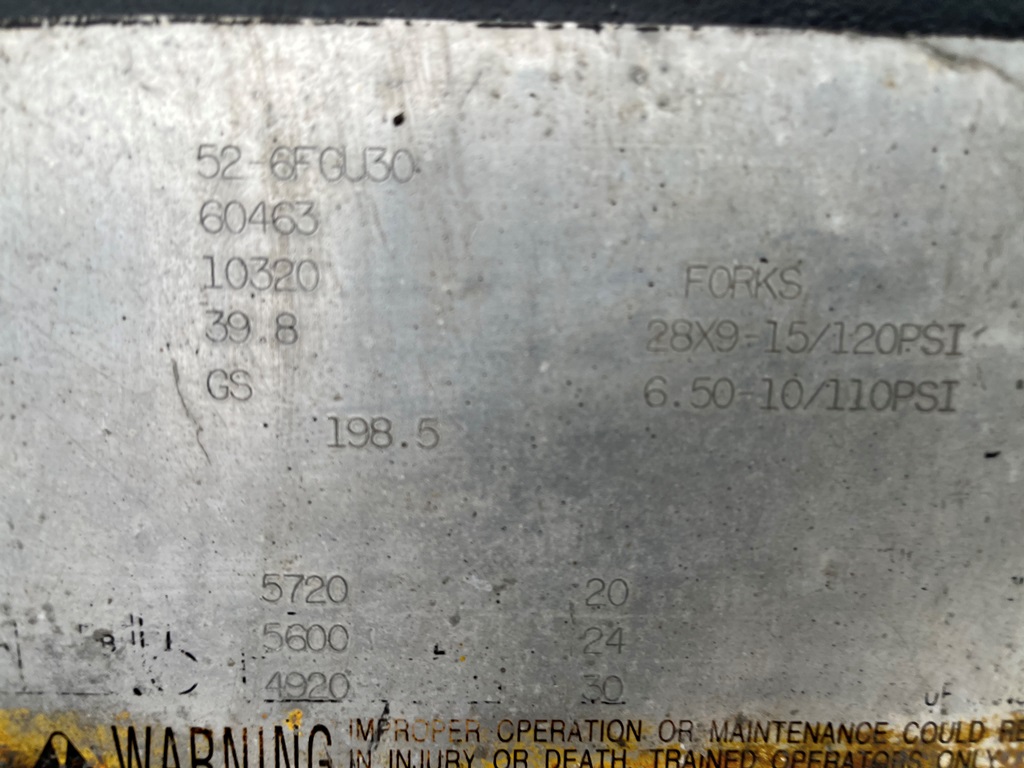 52-6FGU30
60463
10320 FORKS
39.8 28X9-15/120PSI
GS 6.50-10/110PSI
198.5
5720 20
5600 24
4920 30
WARNING IMPROPER OPERATION OR MAINTENANCE COULD RE
IN INJURY OR DEATH. TRAINED OPERATORS ONLY